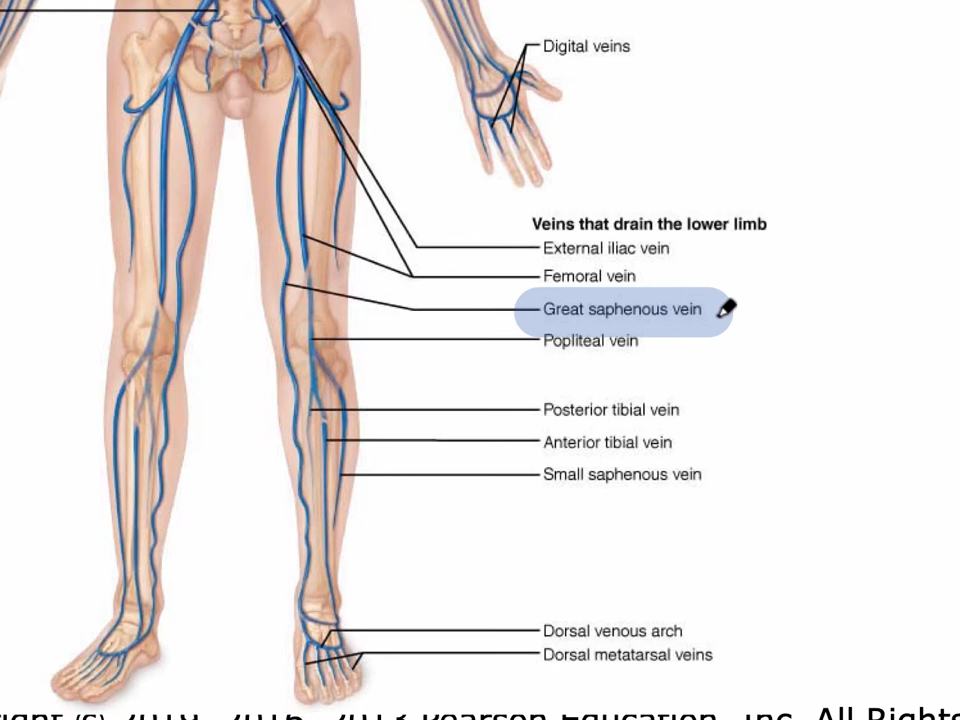 Digital veins
Veins that drain the lower limb
External iliac vein
Femoral vein
Great saphenous vein
Popliteal vein
Posterior tibial vein
Anterior tibial vein
Small saphenous vein
Dorsal venous arch
Dorsal metatarsal veins
Pearson Education, Inc. All Rights